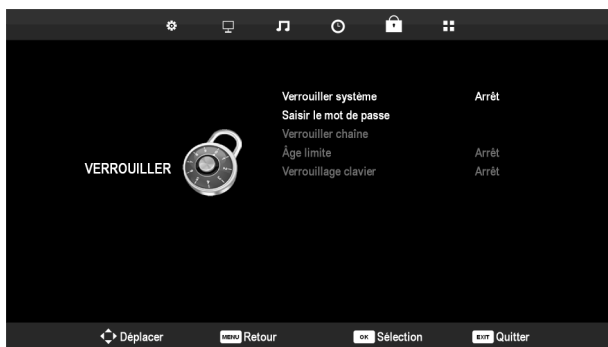 Verrouiller système Arrêt
Saisir le mot de passe
Verrouiller chaîne
Âge limite Arrêt
VERROUILLER
Verrouillage clavier Arrêt
Déplacer MENU Retour OK Sélection EXIT Quitter